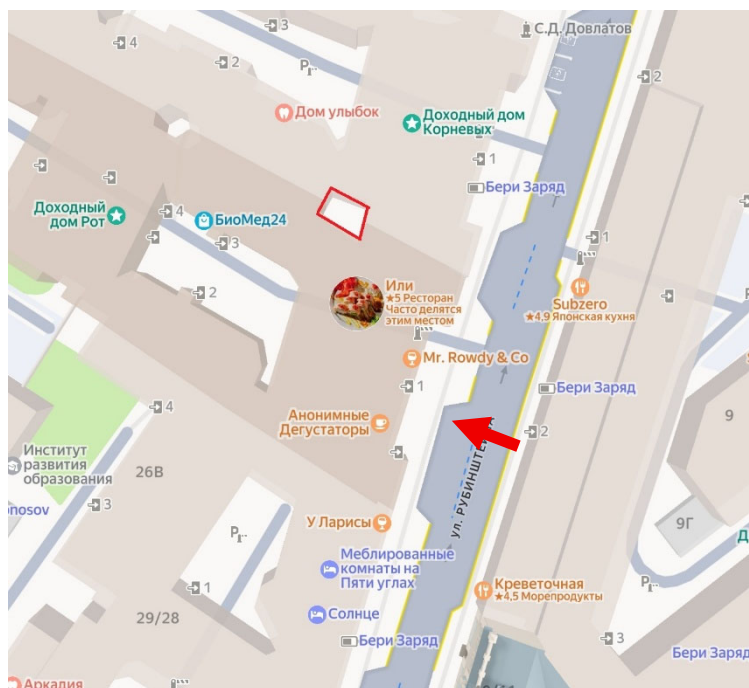 С.Д. Довлатов
3
4
2
2
P
Дом улыбок
Доходный дом
Корневых
1
Бери Заряд
Доходный
дом Рот
4
БиоМед24
3
1
2
Или
★5 Ресторан
Часто делятся
этим местом
Subzero
★4,9 Японская кухня
Mr. Rowdy & Co
1
Бери Заряд
4
Анонимные
Дегустаторы
2
9
Институт
развития
образования
26В
ул. РУБИНШТЕЙНА
onosov
3
У Ларисы
9Г
P
Меблированные
комнаты на
Пяти углах
1
Креветочная
★4,5 Морепродукты
P
29/28
Солнце
Бери Заряд
3
Бери Заряд
Аркадия